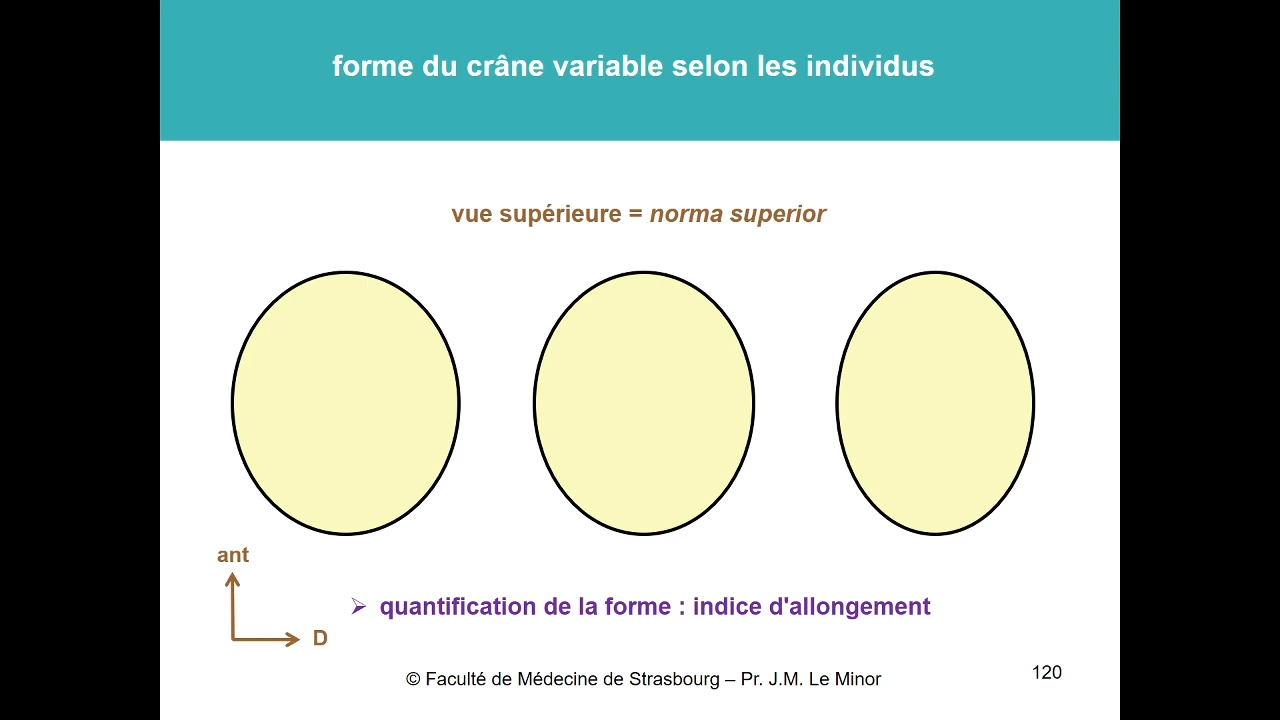 forme du crâne variable selon les individus
vue supérieure = norma superior
ant
D
➢ quantification de la forme : indice d'allongement
© Faculté de Médecine de Strasbourg – Pr. J.M. Le Minor
120